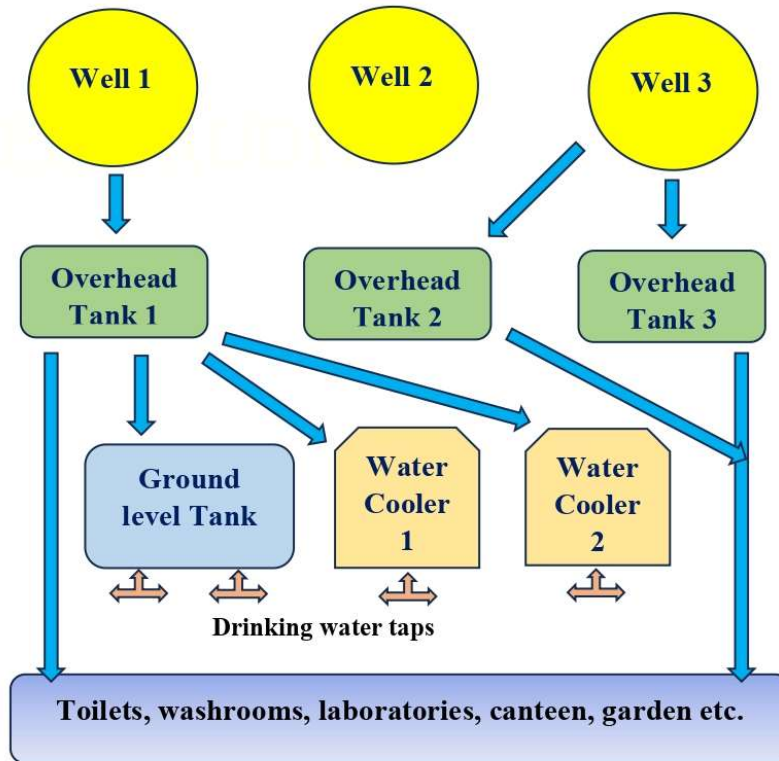 Well 1
Well 2
Well 3
Overhead
Tank 1
Overhead
Tank 2
Overhead
Tank 3
Ground
level Tank
Water
Cooler
1
Water
Cooler
2
Drinking water taps
Toilets, washrooms, laboratories, canteen, garden etc.